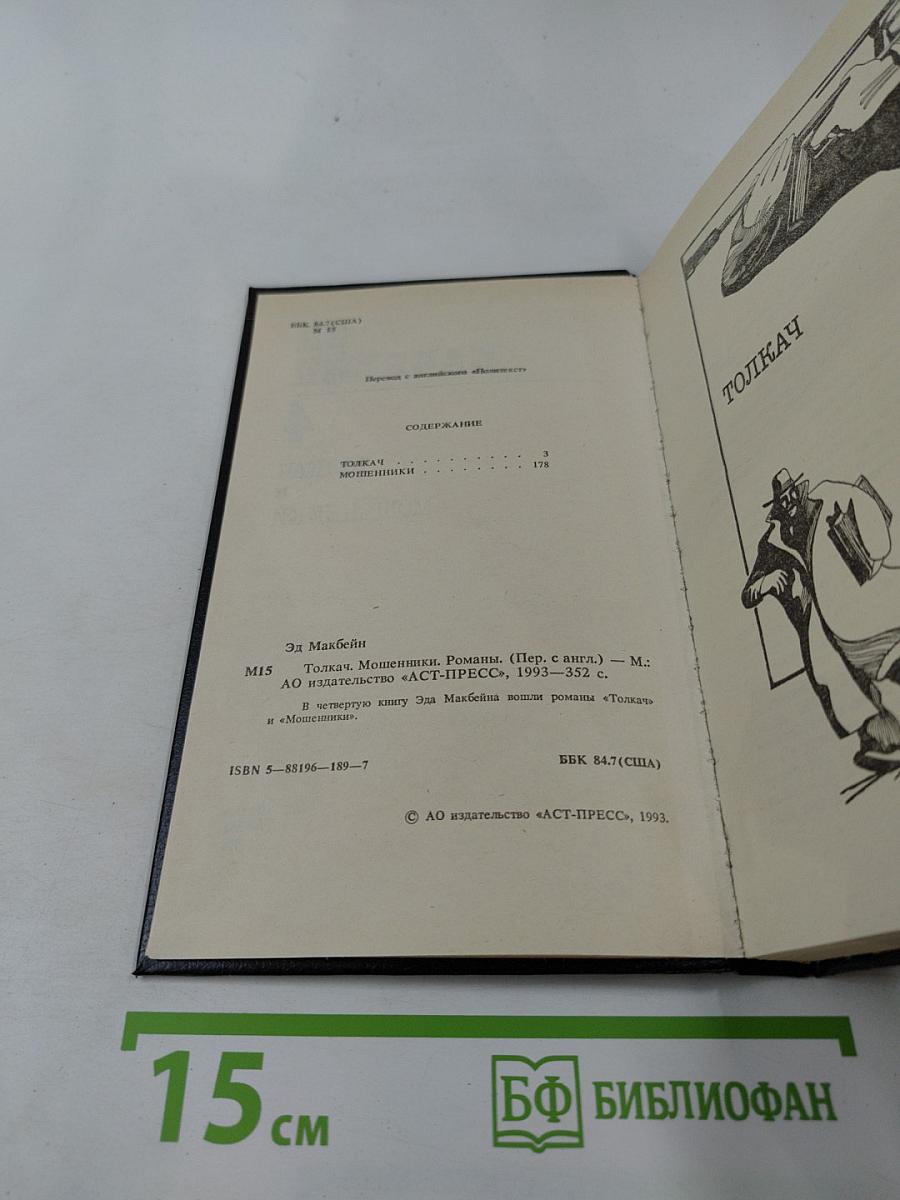 ББК 84.7(США)
М 15
Перевод с английского «Политекст»
СОДЕРЖАНИЕ
ТОЛКАЧ . . . . . . . . . . 3
МОШЕННИКИ . . . . . . . . 178
Эд Макбейн
М15 Толкач. Мошенники. Романы. (Пер. с англ.) — М.:
АО издательство «АСТ-ПРЕСС», 1993—352 с.
В четвертую книгу Эда Макбейна вошли романы «Толкач»
и «Мошенники».
ISBN 5—88196—189—7 ББК 84.7(США)
© АО издательство «АСТ-ПРЕСС», 1993.
ТОЛКАЧ
15 см
БФ БИБЛИОФАН